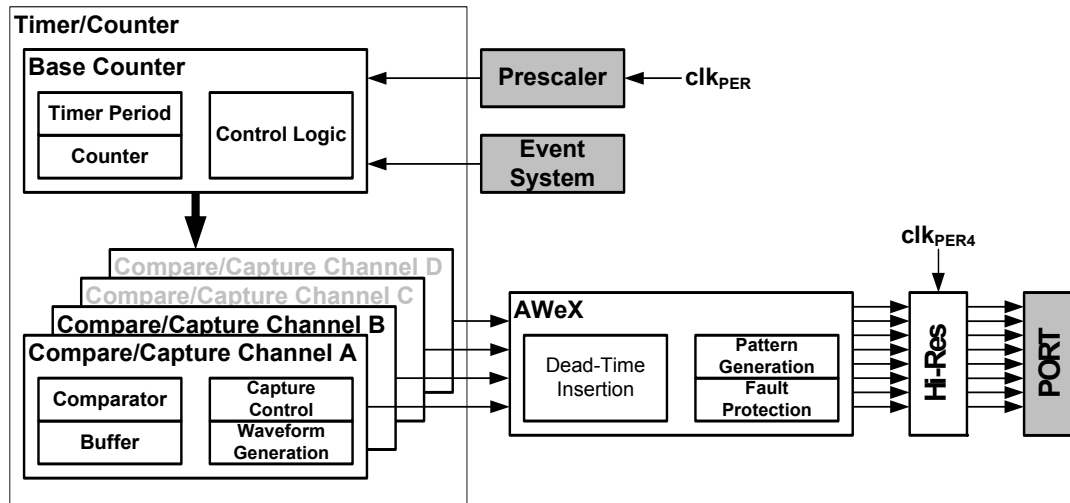 Timer/Counter
Base Counter
Timer Period
Counter
Control Logic
Prescaler
clkPER
Event
System
Compare/Capture Channel D
Compare/Capture Channel C
Compare/Capture Channel B
Compare/Capture Channel A
Comparator
Buffer
Capture
Control
Waveform
Generation
AWeX
Dead-Time
Insertion
Pattern
Generation
Fault
Protection
clkPER4
Hi-Res
PORT